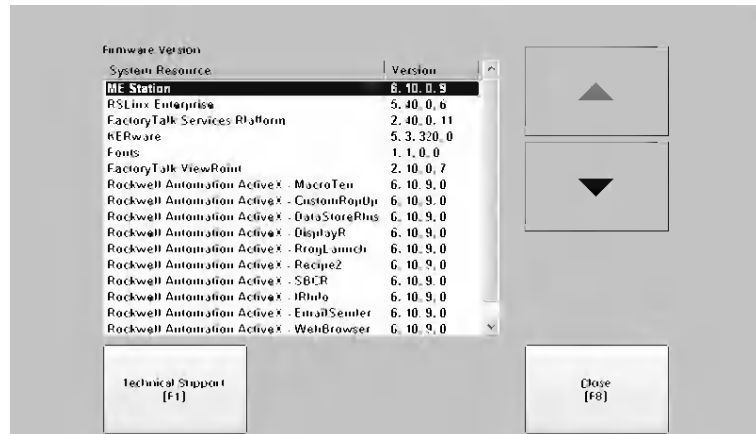 Firmware Version
System Resource Version
ME Station 6.10.0.9
RSLinx Enterprise 5.40.0.6
FactoryTalk Services Platform 2.40.0.11
KEPware 5.3.320.0
Fonts 1.1.0.0
FactoryTalk ViewPoint 2.10.0.7
Rockwell Automation ActiveX - MacroTen 6.10.9.0
Rockwell Automation ActiveX - CustomPopUp 6.10.9.0
Rockwell Automation ActiveX - DataStorePlus 6.10.9.0
Rockwell Automation ActiveX - DisplayR 6.10.9.0
Rockwell Automation ActiveX - ProgLaunch 6.10.9.0
Rockwell Automation ActiveX - Recipe2 6.10.9.0
Rockwell Automation ActiveX - SBCR 6.10.9.0
Rockwell Automation ActiveX - IPInfo 6.10.9.0
Rockwell Automation ActiveX - EmailSender 6.10.9.0
Rockwell Automation ActiveX - WebBrowser 6.10.9.0
Technical Support
[F1]
Close
[F8]